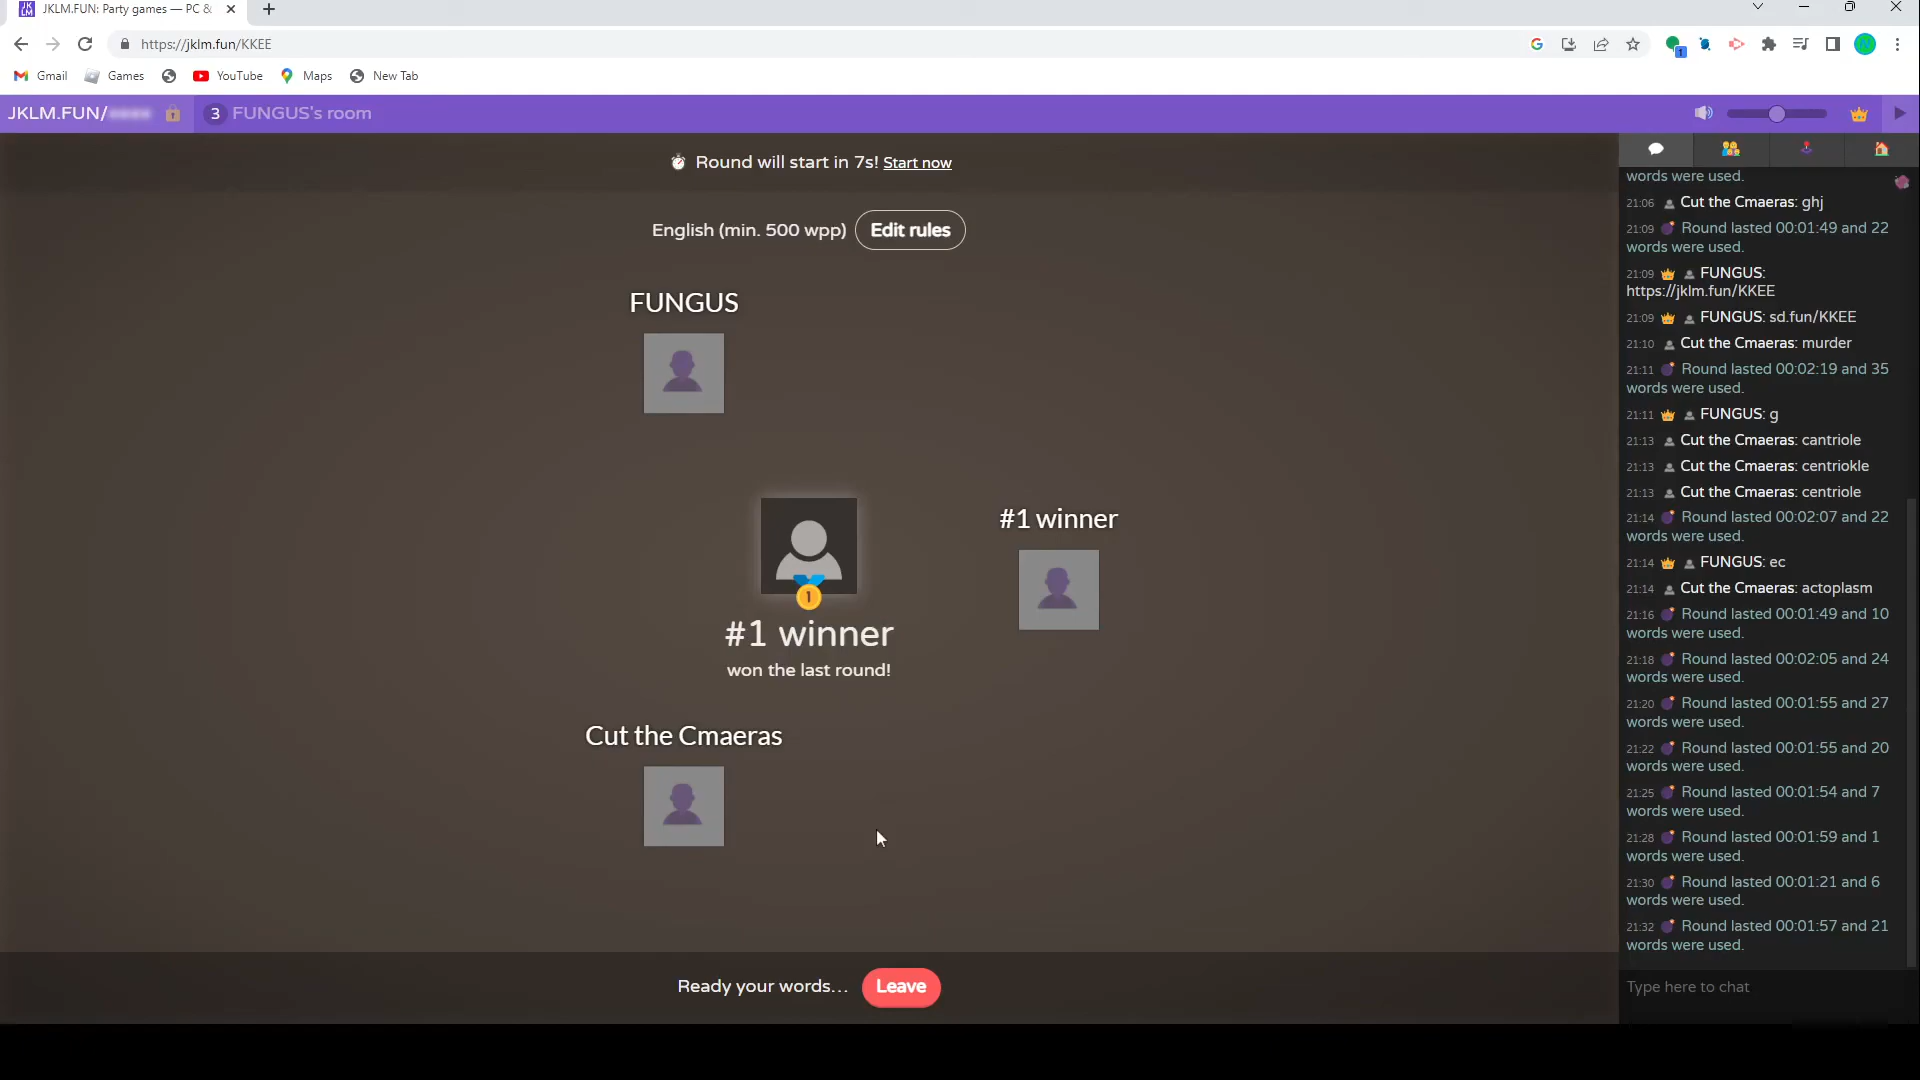 JKLM.FUN: Party games — PC &
https://jklm.fun/KKEE
1
Gmail
Games
YouTube
Maps
New Tab
JKLM.FUN/
3 FUNGUS's room
Round will start in 7s! Start now
English (min. 500 wpp) Edit rules
FUNGUS
#1 winner
1
#1 winner
won the last round!
Cut the Cmaeras
Ready your words... Leave
words were used.
21:06 Cut the Cmaeras: ghj
21:09 Round lasted 00:01:49 and 22
words were used.
21:09 FUNGUS:
https://jklm.fun/KKEE
21:09 FUNGUS: sd.fun/KKEE
21:10 Cut the Cmaeras: murder
21:11 Round lasted 00:02:19 and 35
words were used.
21:11 FUNGUS: g
21:13 Cut the Cmaeras: cantriole
21:13 Cut the Cmaeras: centriokle
21:13 Cut the Cmaeras: centriole
21:14 Round lasted 00:02:07 and 22
words were used.
21:14 FUNGUS: ec
21:14 Cut the Cmaeras: actoplasm
21:16 Round lasted 00:01:49 and 10
words were used.
21:18 Round lasted 00:02:05 and 24
words were used.
21:20 Round lasted 00:01:55 and 27
words were used.
21:22 Round lasted 00:01:55 and 20
words were used.
21:25 Round lasted 00:01:54 and 7
words were used.
21:28 Round lasted 00:01:59 and 1
words were used.
21:30 Round lasted 00:01:21 and 6
words were used.
21:32 Round lasted 00:01:57 and 21
words were used.
Type here to chat